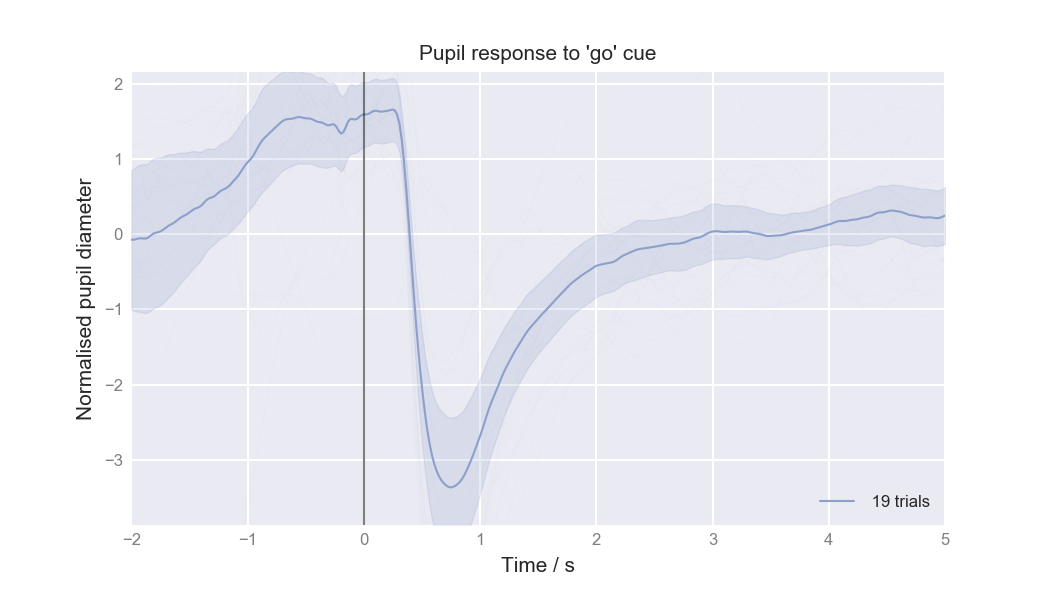 Pupil response to 'go' cue
Normalised pupil diameter
2
1
0
−1
−2
−3
19 trials
−2 −1 0 1 2 3 4 5
Time / s